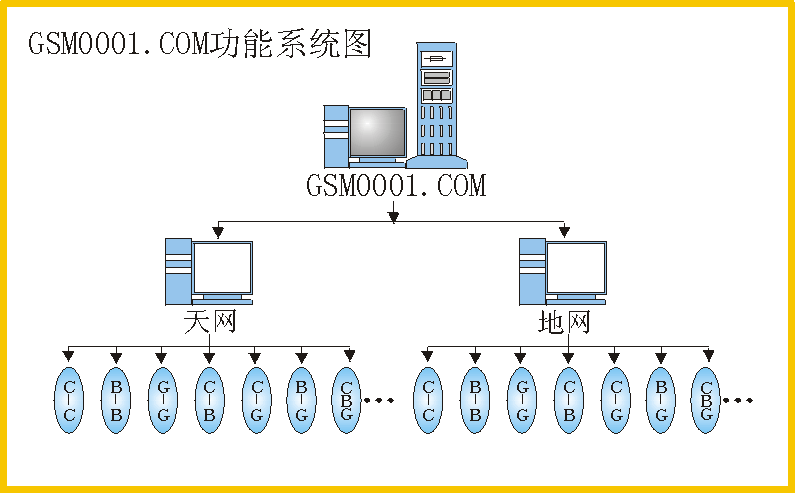 GSM0001.COM功能系统图
GSM0001.COM
天网 地网
C-C B-B G-G C-B C-G B-G CBG... C-C B-B G-G C-B C-G B-G CBG...